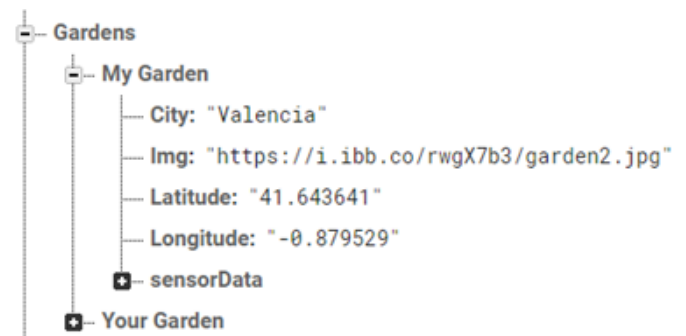 Gardens
My Garden
City: "Valencia"
Img: "https://i.ibb.co/rwgX7b3/garden2.jpg"
Latitude: "41.643641"
Longitude: "-0.879529"
sensorData
Your Garden